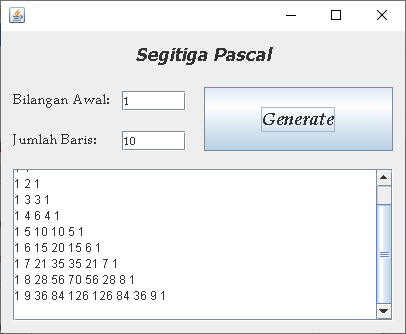 Segitiga Pascal
Bilangan Awal: 1
Generate
Jumlah Baris: 10
1 2 1
1 3 3 1
1 4 6 4 1
1 5 10 10 5 1
1 6 15 20 15 6 1
1 7 21 35 35 21 7 1
1 8 28 56 70 56 28 8 1
1 9 36 84 126 126 84 36 9 1